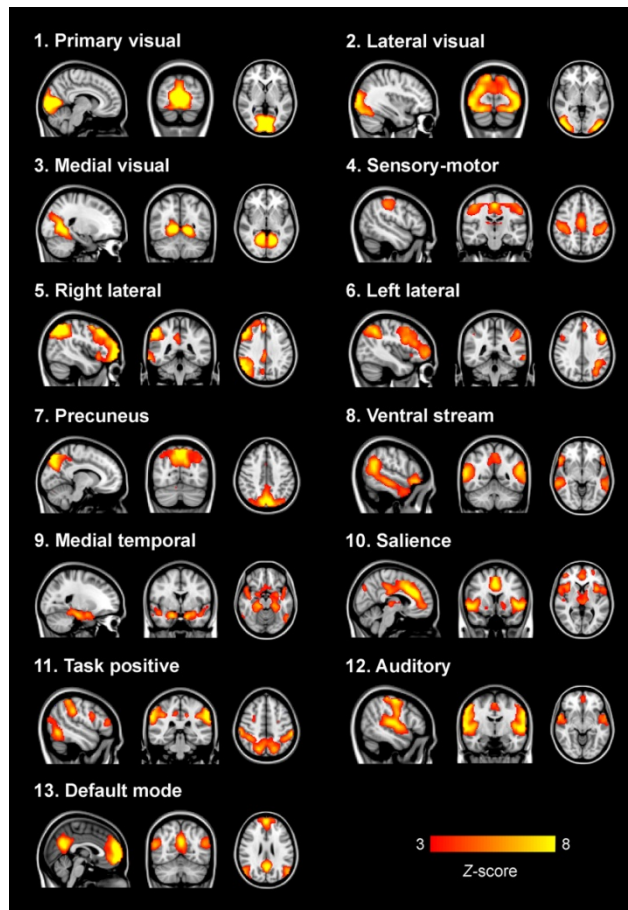 1. Primary visual
2. Lateral visual
3. Medial visual
4. Sensory-motor
5. Right lateral
6. Left lateral
7. Precuneus
8. Ventral stream
9. Medial temporal
10. Salience
11. Task positive
12. Auditory
13. Default mode
3 8
Z-score